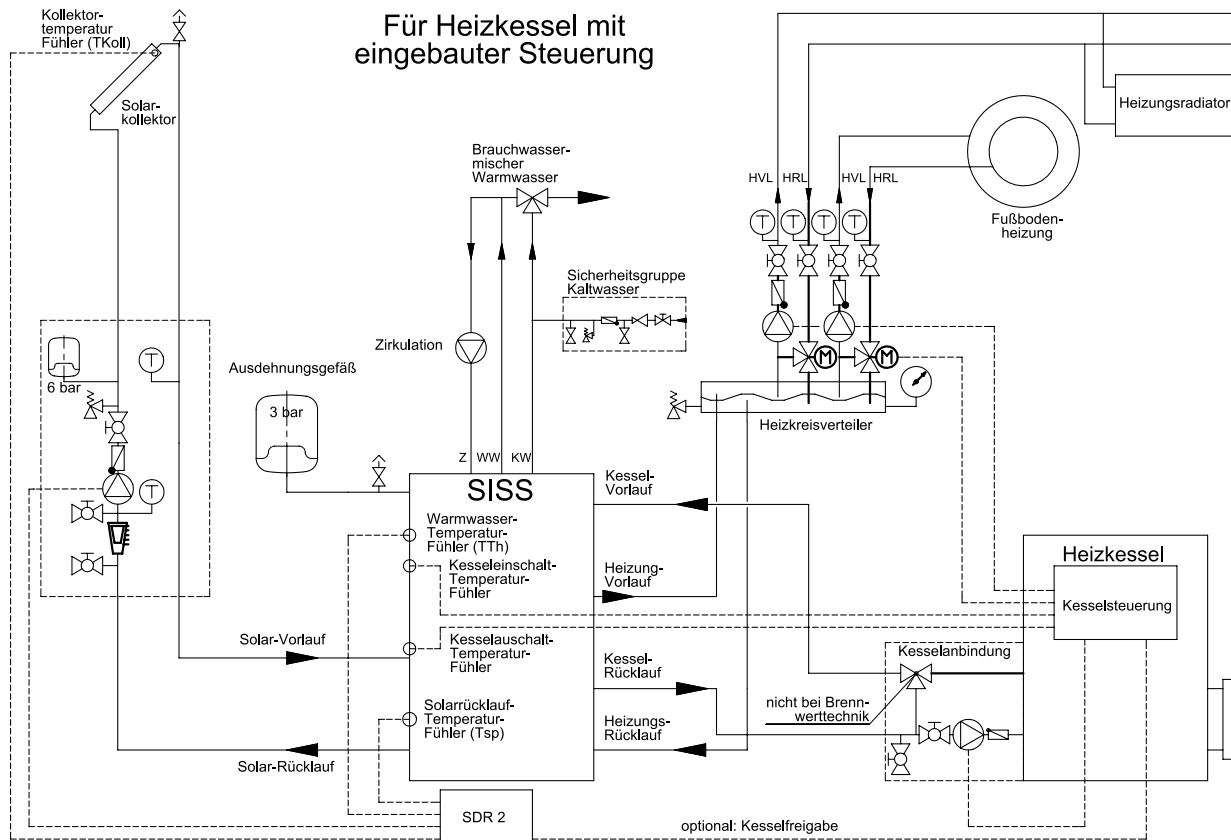 Für Heizkessel mit
eingebauter Steuerung
Kollektor-
temperatur
Fühler (TKoll)
Solar-
kollektor
Heizungsradiator
Brauchwasser-
mischer
Warmwasser
HVL
HRL
HVL
HRL
T
T
T
T
Fußboden-
heizung
Sicherheitsgruppe
Kaltwasser
Zirkulation
T
6 bar
Ausdehnungsgefäß
3 bar
M
M
Heizkreisverteiler
Z
WW
KW
T
SISS
Kessel-
Vorlauf
Warmwasser-
Temperatur-
Fühler (TTh)
Kesseleinschalt-
Temperatur-
Fühler
Heizung-
Vorlauf
Heizkessel
Kesselsteuerung
Solar-Vorlauf
Kesselauschalt-
Temperatur-
Fühler
Kessel-
Rücklauf
Kesselanbindung
nicht bei Brenn-
werttechnik
Solarrücklauf-
Temperatur-
Fühler (Tsp)
Heizungs-
Rücklauf
Solar-Rücklauf
SDR 2
optional: Kesselfreigabe